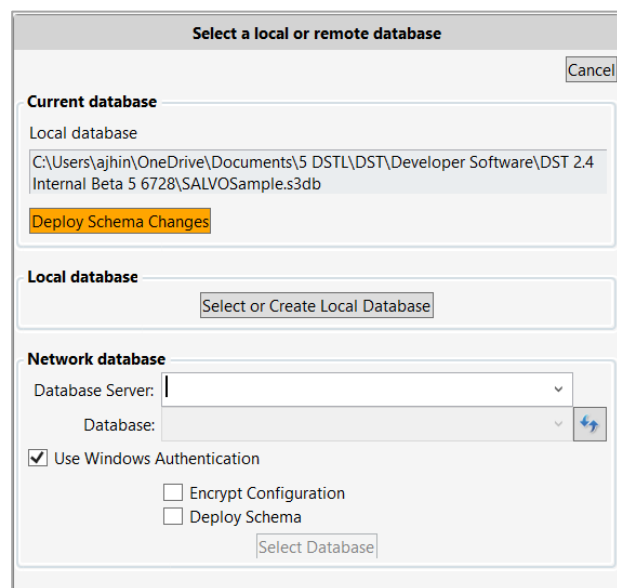 Select a local or remote database
Cancel
Current database
Local database
C:\Users\ajhin\OneDrive\Documents\5 DSTL\DST\Developer Software\DST 2.4
Internal Beta 5 6728\SALVOSample.s3db
Deploy Schema Changes
Local database
Select or Create Local Database
Network database
Database Server:
Database:
Use Windows Authentication
Encrypt Configuration
Deploy Schema
Select Database